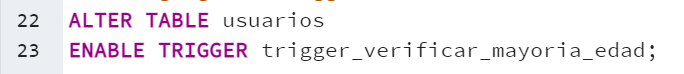 22 ALTER TABLE usuarios
23 ENABLE TRIGGER trigger_verificar_mayoria_edad;